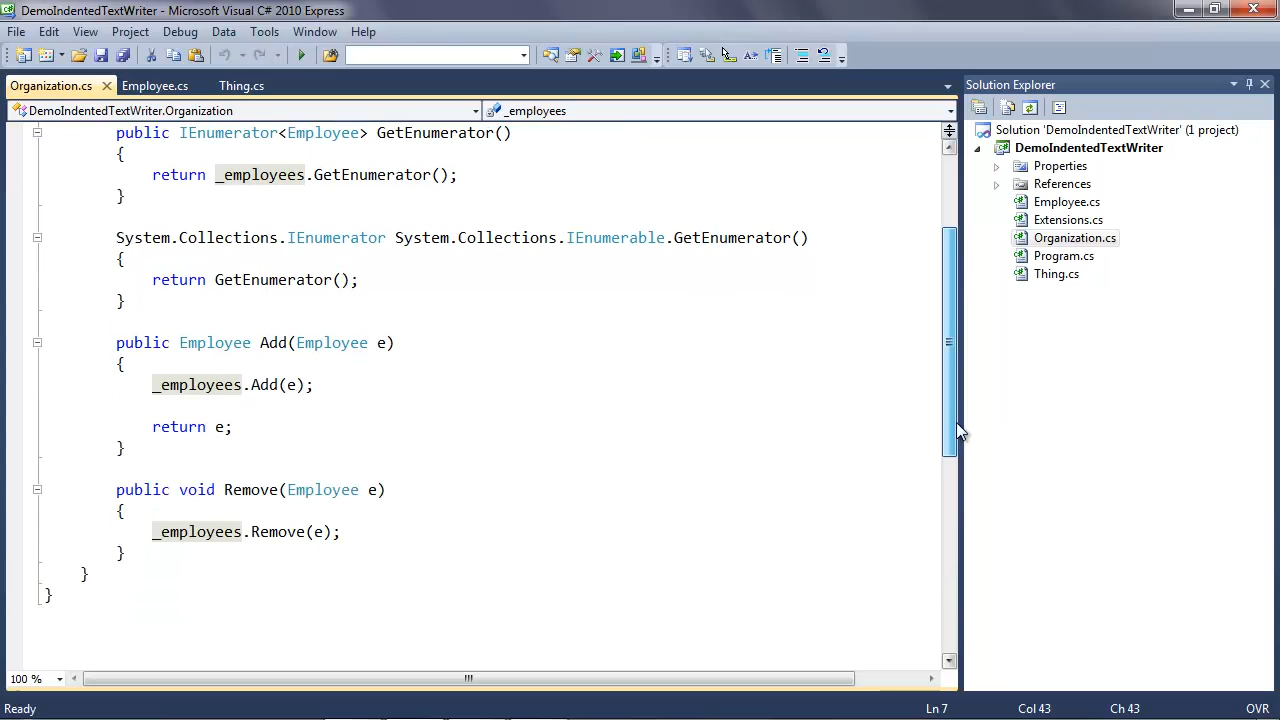 DemoIndentedTextWriter - Microsoft Visual C# 2010 Express
File Edit View Project Debug Data Tools Window Help
Organization.cs Employee.cs Thing.cs
DemoIndentedTextWriter.Organization _employees
public IEnumerator<Employee> GetEnumerator()
{
return _employees.GetEnumerator();
}
System.Collections.IEnumerator System.Collections.IEnumerable.GetEnumerator()
{
return GetEnumerator();
}
public Employee Add(Employee e)
{
_employees.Add(e);
return e;
}
public void Remove(Employee e)
{
_employees.Remove(e);
}
}
}
100 %
Solution Explorer
Solution 'DemoIndentedTextWriter' (1 project)
DemoIndentedTextWriter
Properties
References
Employee.cs
Extensions.cs
Organization.cs
Program.cs
Thing.cs
Ready Ln 7 Col 43 Ch 43 OVR